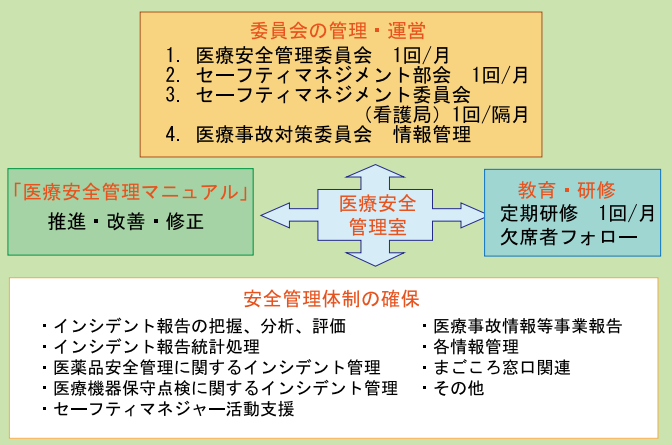 委員会の管理・運営
1. 医療安全管理委員会 1回/月
2. セーフティマネジメント部会 1回/月
3. セーフティマネジメント委員会
(看護局) 1回/隔月
4. 医療事故対策委員会 情報管理
「医療安全管理マニュアル」
推進・改善・修正
医療安全
管理室
教育・研修
定期研修 1回/月
欠席者フォロー
安全管理体制の確保
・インシデント報告の把握、分析、評価
・インシデント報告統計処理
・医薬品安全管理に関するインシデント管理
・医療機器保守点検に関するインシデント管理
・セーフティマネジャー活動支援
・医療事故情報等事業報告
・各情報管理
・まごころ窓口関連
・その他